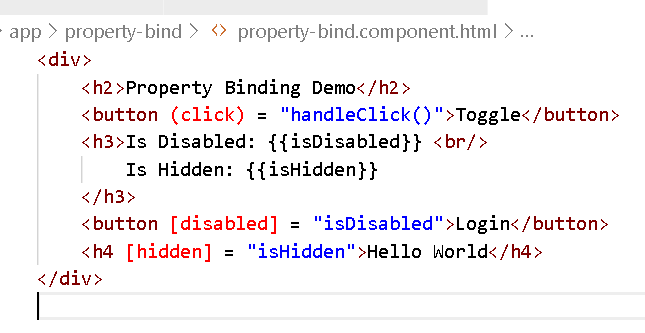 app > property-bind > <> property-bind.component.html > ...
<div>
    <h2>Property Binding Demo</h2>
    <button (click) = "handleClick()">Toggle</button>
    <h3>Is Disabled: {{isDisabled}} <br/>
        Is Hidden: {{isHidden}}
    </h3>
    <button [disabled] = "isDisabled">Login</button>
    <h4 [hidden] = "isHidden">Hello World</h4>
</div>